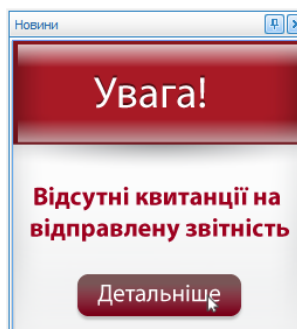 Новини
Увага!
Відсутні квитанції на
відправлену звітність
Детальніше